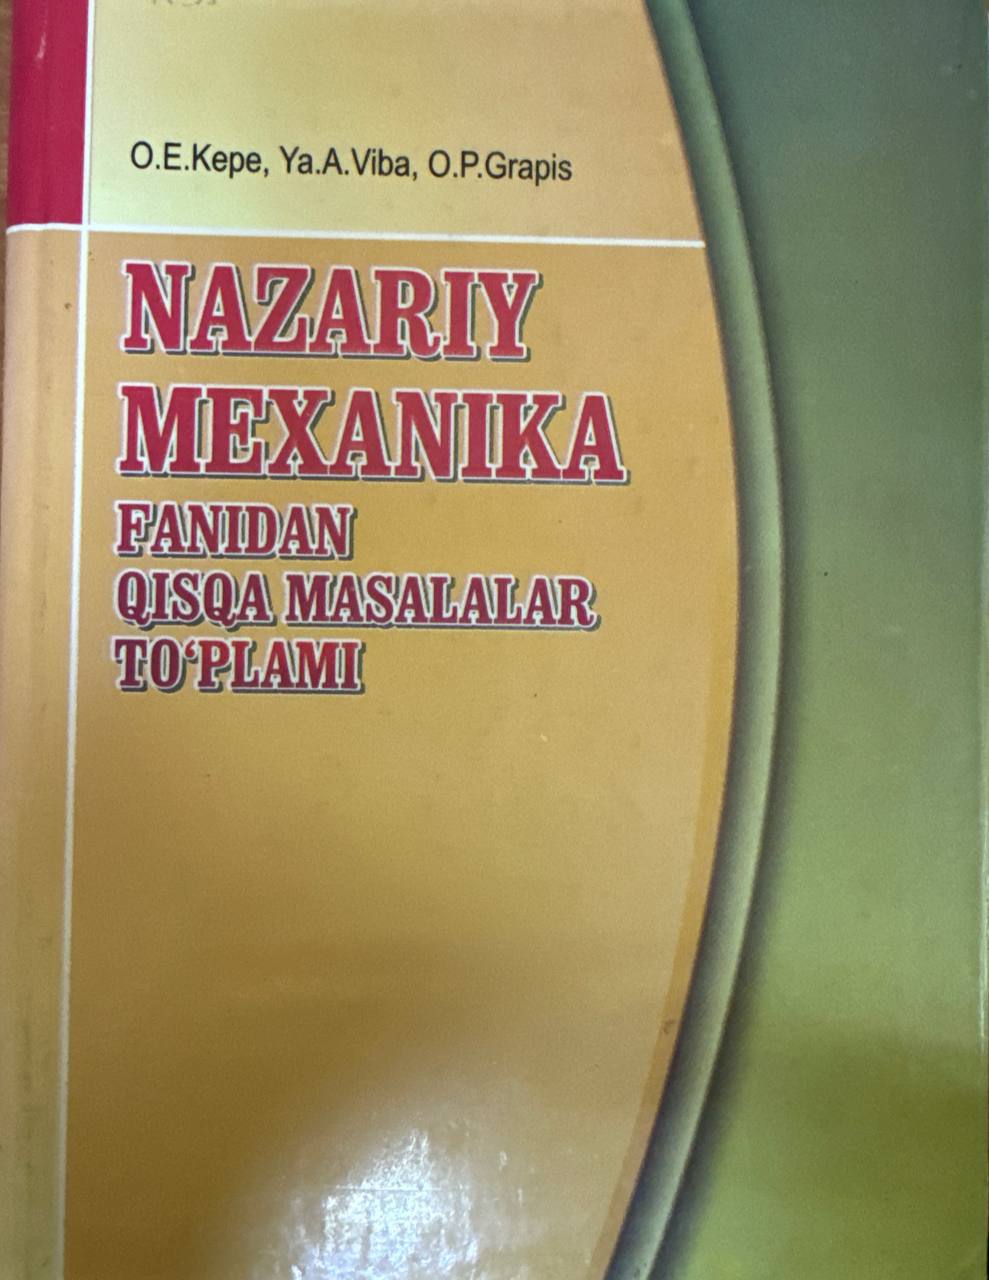 O.E.Kepe, Ya.A.Viba, O.P.Grapis
NAZARIY
MEXANIKA
FANIDAN
QISQA MASALALAR
TO‘PLAMI